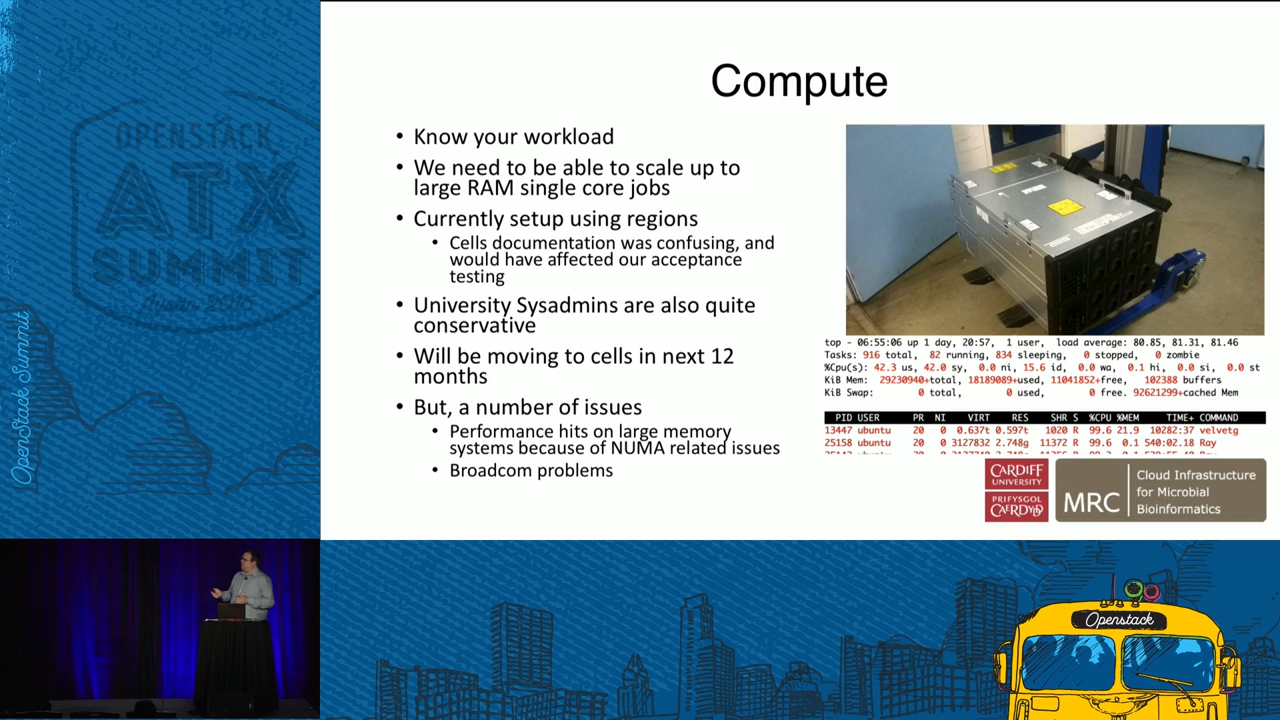 OPENSTACK
ATX
SUMMIT
OpenStack Summit
Compute
• Know your workload
• We need to be able to scale up to
large RAM single core jobs
• Currently setup using regions
• Cells documentation was confusing, and
would have affected our acceptance
testing
• University Sysadmins are also quite
conservative
• Will be moving to cells in next 12
months
• But, a number of issues
• Performance hits on large memory
systems because of NUMA related issues
• Broadcom problems
top - 06:55:06 up 1 day, 20:57, 1 user, load average: 80.85, 81.31, 81.46
Tasks: 916 total, 82 running, 834 sleeping, 0 stopped, 0 zombie
%Cpu(s): 42.3 us, 42.0 sy, 0.0 ni, 15.6 id, 0.0 wa, 0.1 hi, 0.0 si, 0.0 st
KiB Mem: 29230940+total, 18189089+used, 11041852+free, 102388 buffers
KiB Swap: 0 total, 0 used, 0 free. 92621299+cached Mem
PID USER PR NI VIRT RES SHR S %CPU %MEM TIME+ COMMAND
13447 ubuntu 20 0 0.637t 0.597t 1020 R 99.6 21.9 10282:37 velvetg
25158 ubuntu 20 0 3127832 2.748g 11372 R 99.6 0.1 540:02.18 Ray
CARDIFF
UNIVERSITY
PRIFYSGOL
CAERDYDD
MRC
Cloud Infrastructure
for Microbial
Bioinformatics
Openstack